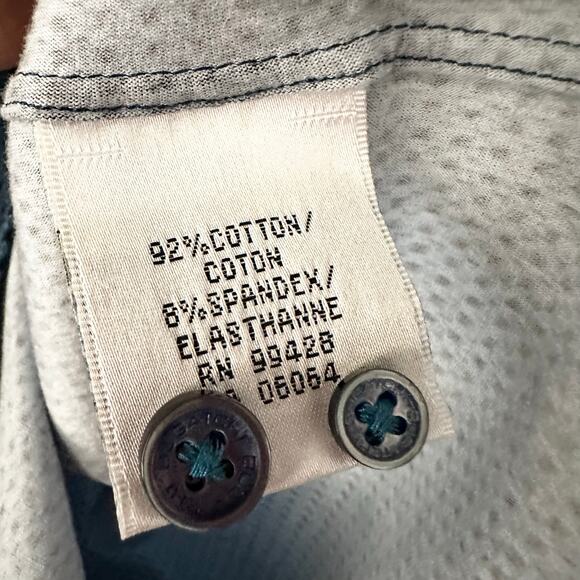 92%COTTON/
COTON
8%SPANDEX/
ELASTHANNE
RN 99428
06064